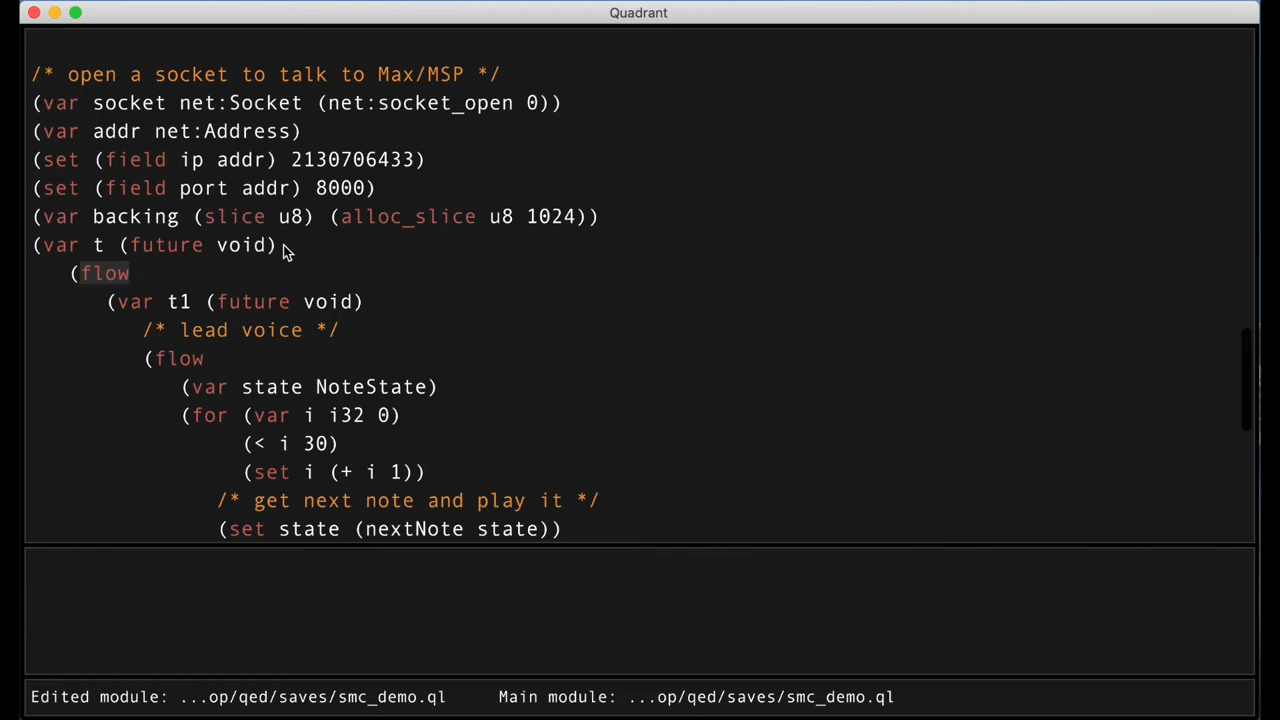 Quadrant
/* open a socket to talk to Max/MSP */
(var socket net:Socket (net:socket_open 0))
(var addr net:Address)
(set (field ip addr) 2130706433)
(set (field port addr) 8000)
(var backing (slice u8) (alloc_slice u8 1024))
(var t (future void)
(flow
(var t1 (future void)
/* lead voice */
(flow
(var state NoteState)
(for (var i i32 0)
(< i 30)
(set i (+ i 1))
/* get next note and play it */
(set state (nextNote state))
Edited module: ...op/qed/saves/smc_demo.ql Main module: ...op/qed/saves/smc_demo.ql